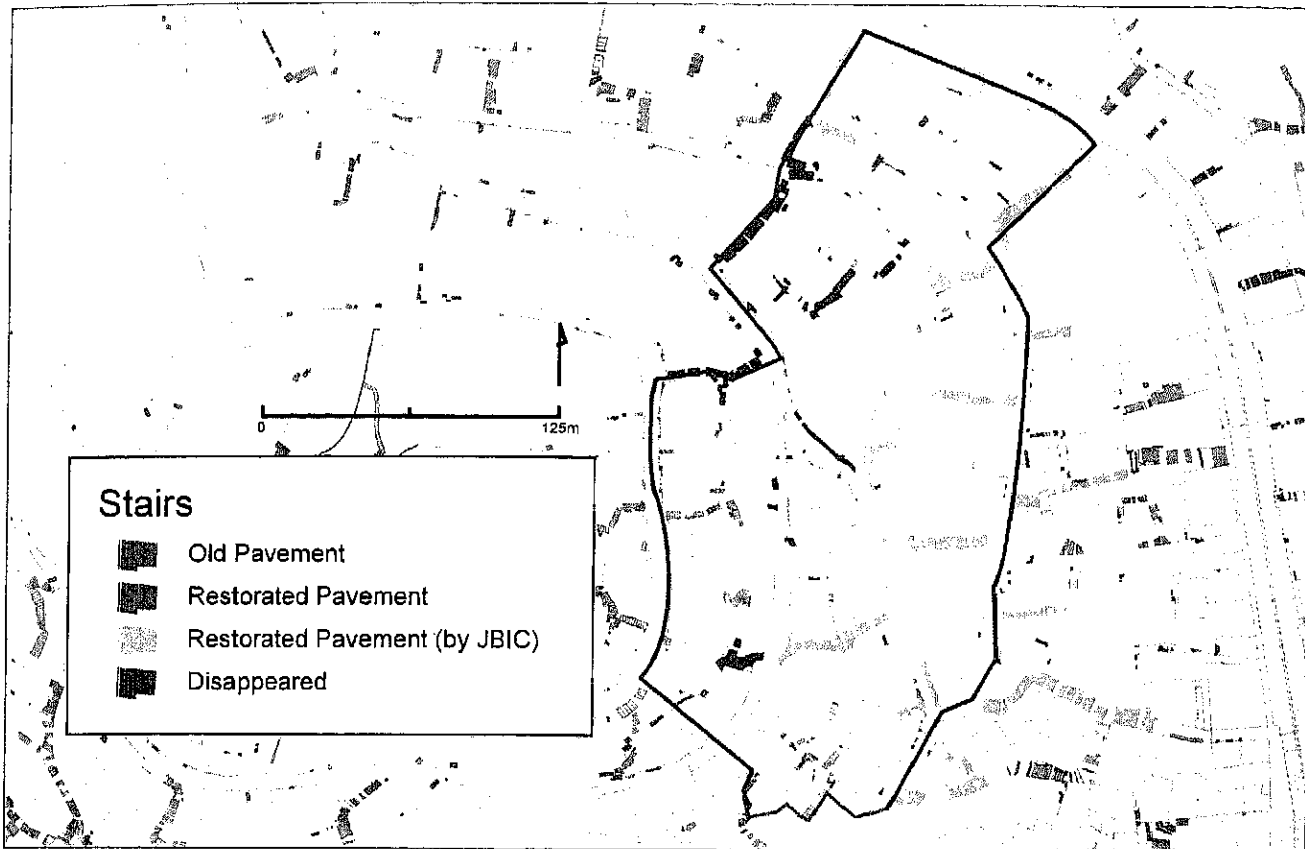 0 125m
Stairs
Old Pavement
Restorated Pavement
Restorated Pavement (by JBIC)
Disappeared